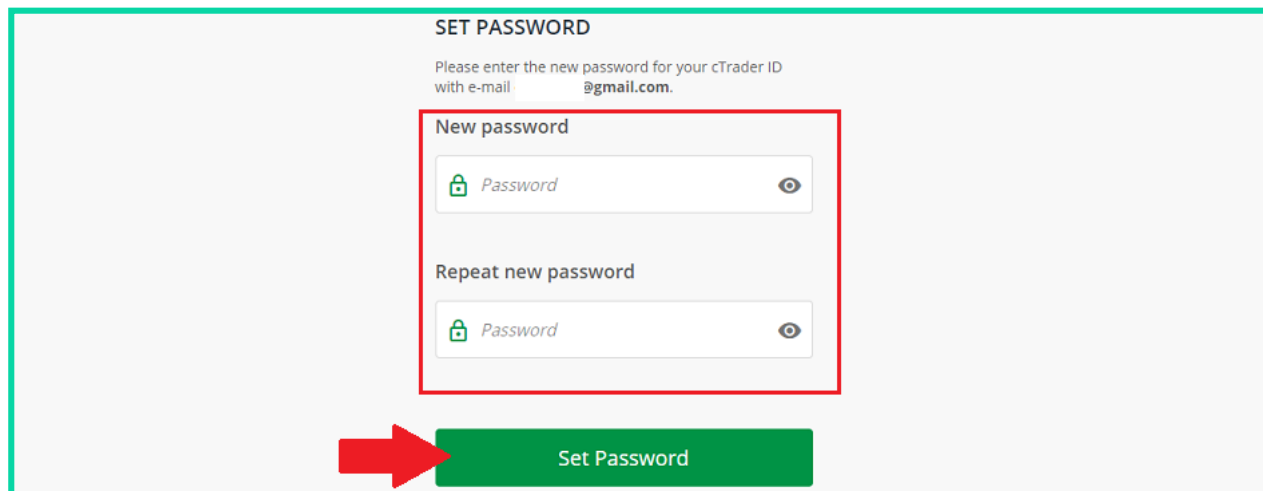 SET PASSWORD
Please enter the new password for your cTrader ID
with e-mail @gmail.com.
New password
Password
Repeat new password
Password
Set Password